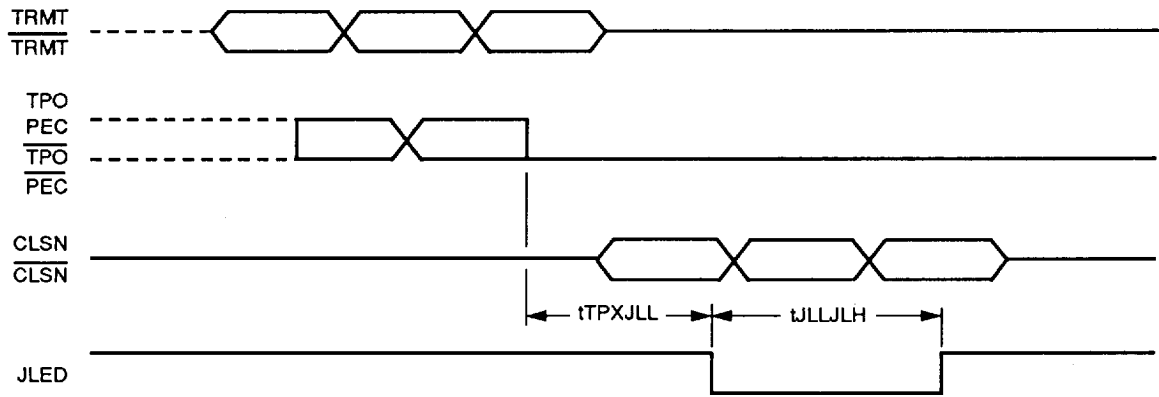 TRMT
TRMT
TPO
PEC
TPO
PEC
CLSN
CLSN
tTPXJLL
tJLLJLH
JLED